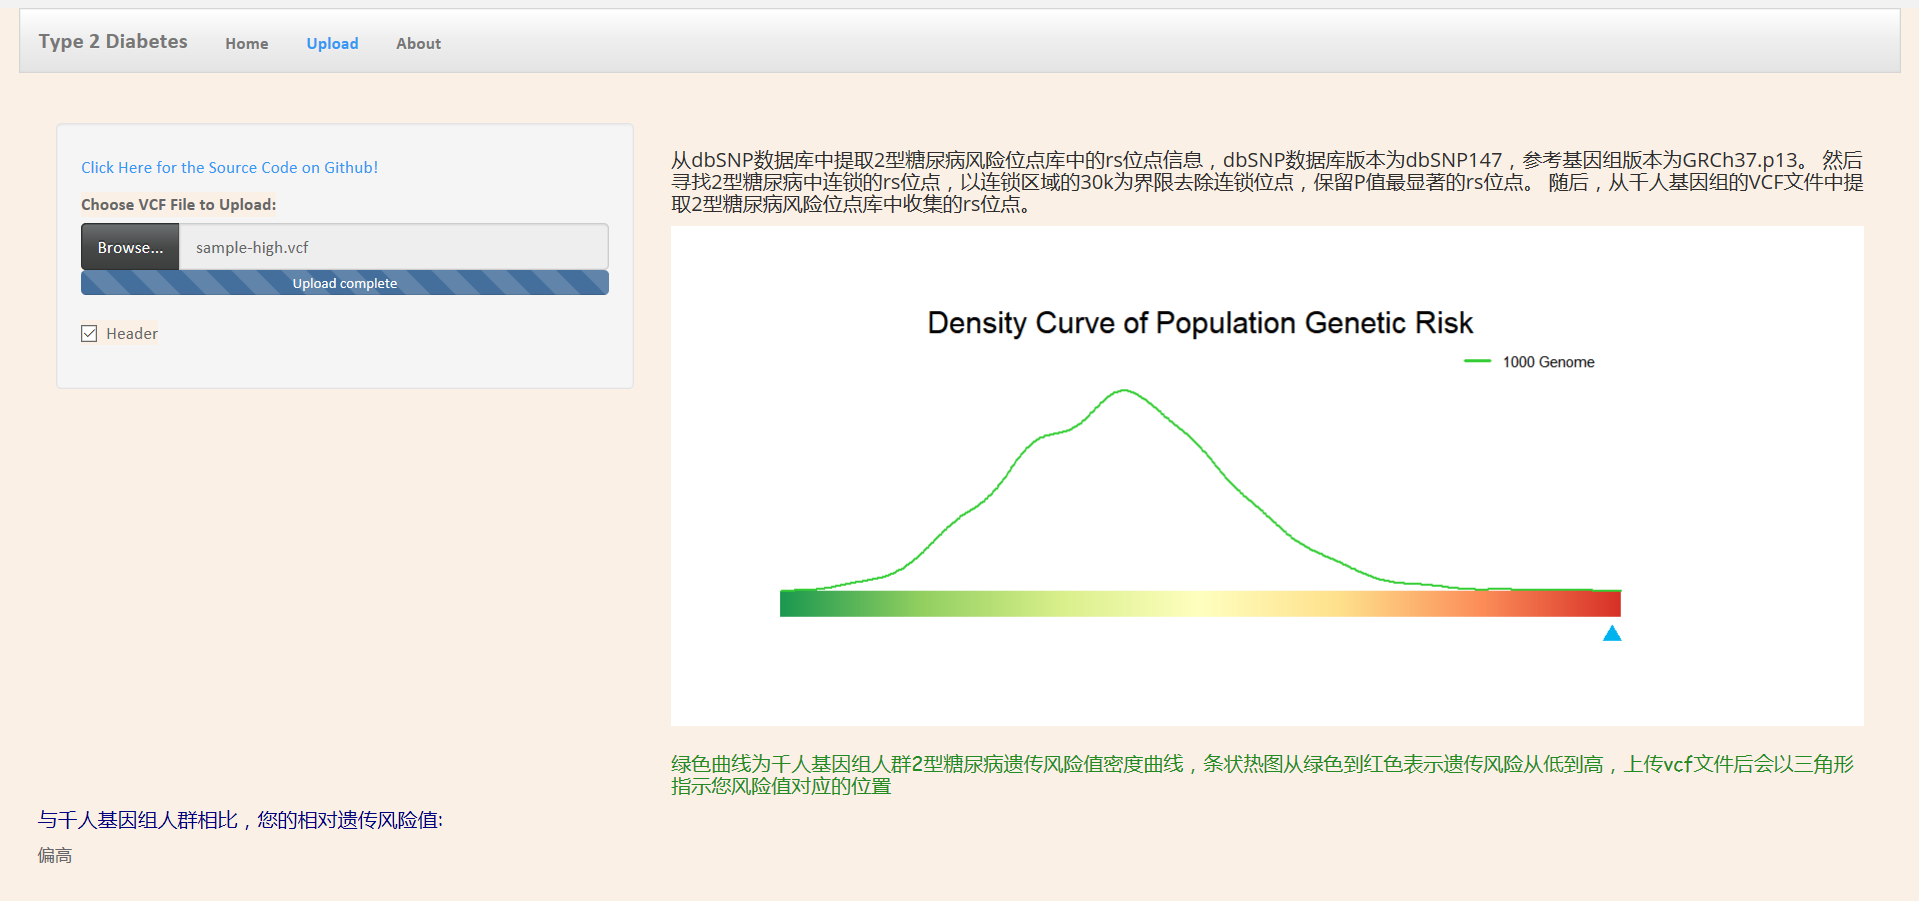 Type 2 Diabetes
Home
Upload
About
Click Here for the Source Code on Github!
Choose VCF File to Upload:
Browse...
sample-high.vcf
Upload complete
Header
从dbSNP数据库中提取2型糖尿病风险位点库中的rs位点信息，dbSNP数据库版本为dbSNP147，参考基因组版本为GRCh37.p13。 然后
寻找2型糖尿病中连锁的rs位点，以连锁区域的30k为界限去除连锁位点，保留P值最显著的rs位点。 随后，从千人基因组的VCF文件中提
取2型糖尿病风险位点库中收集的rs位点。
Density Curve of Population Genetic Risk
1000 Genome
绿色曲线为千人基因组人群2型糖尿病遗传风险值密度曲线，条状热图从绿色到红色表示遗传风险从低到高，上传vcf文件后会以三角形
指示您风险值对应的位置
与千人基因组人群相比，您的相对遗传风险值:
偏高